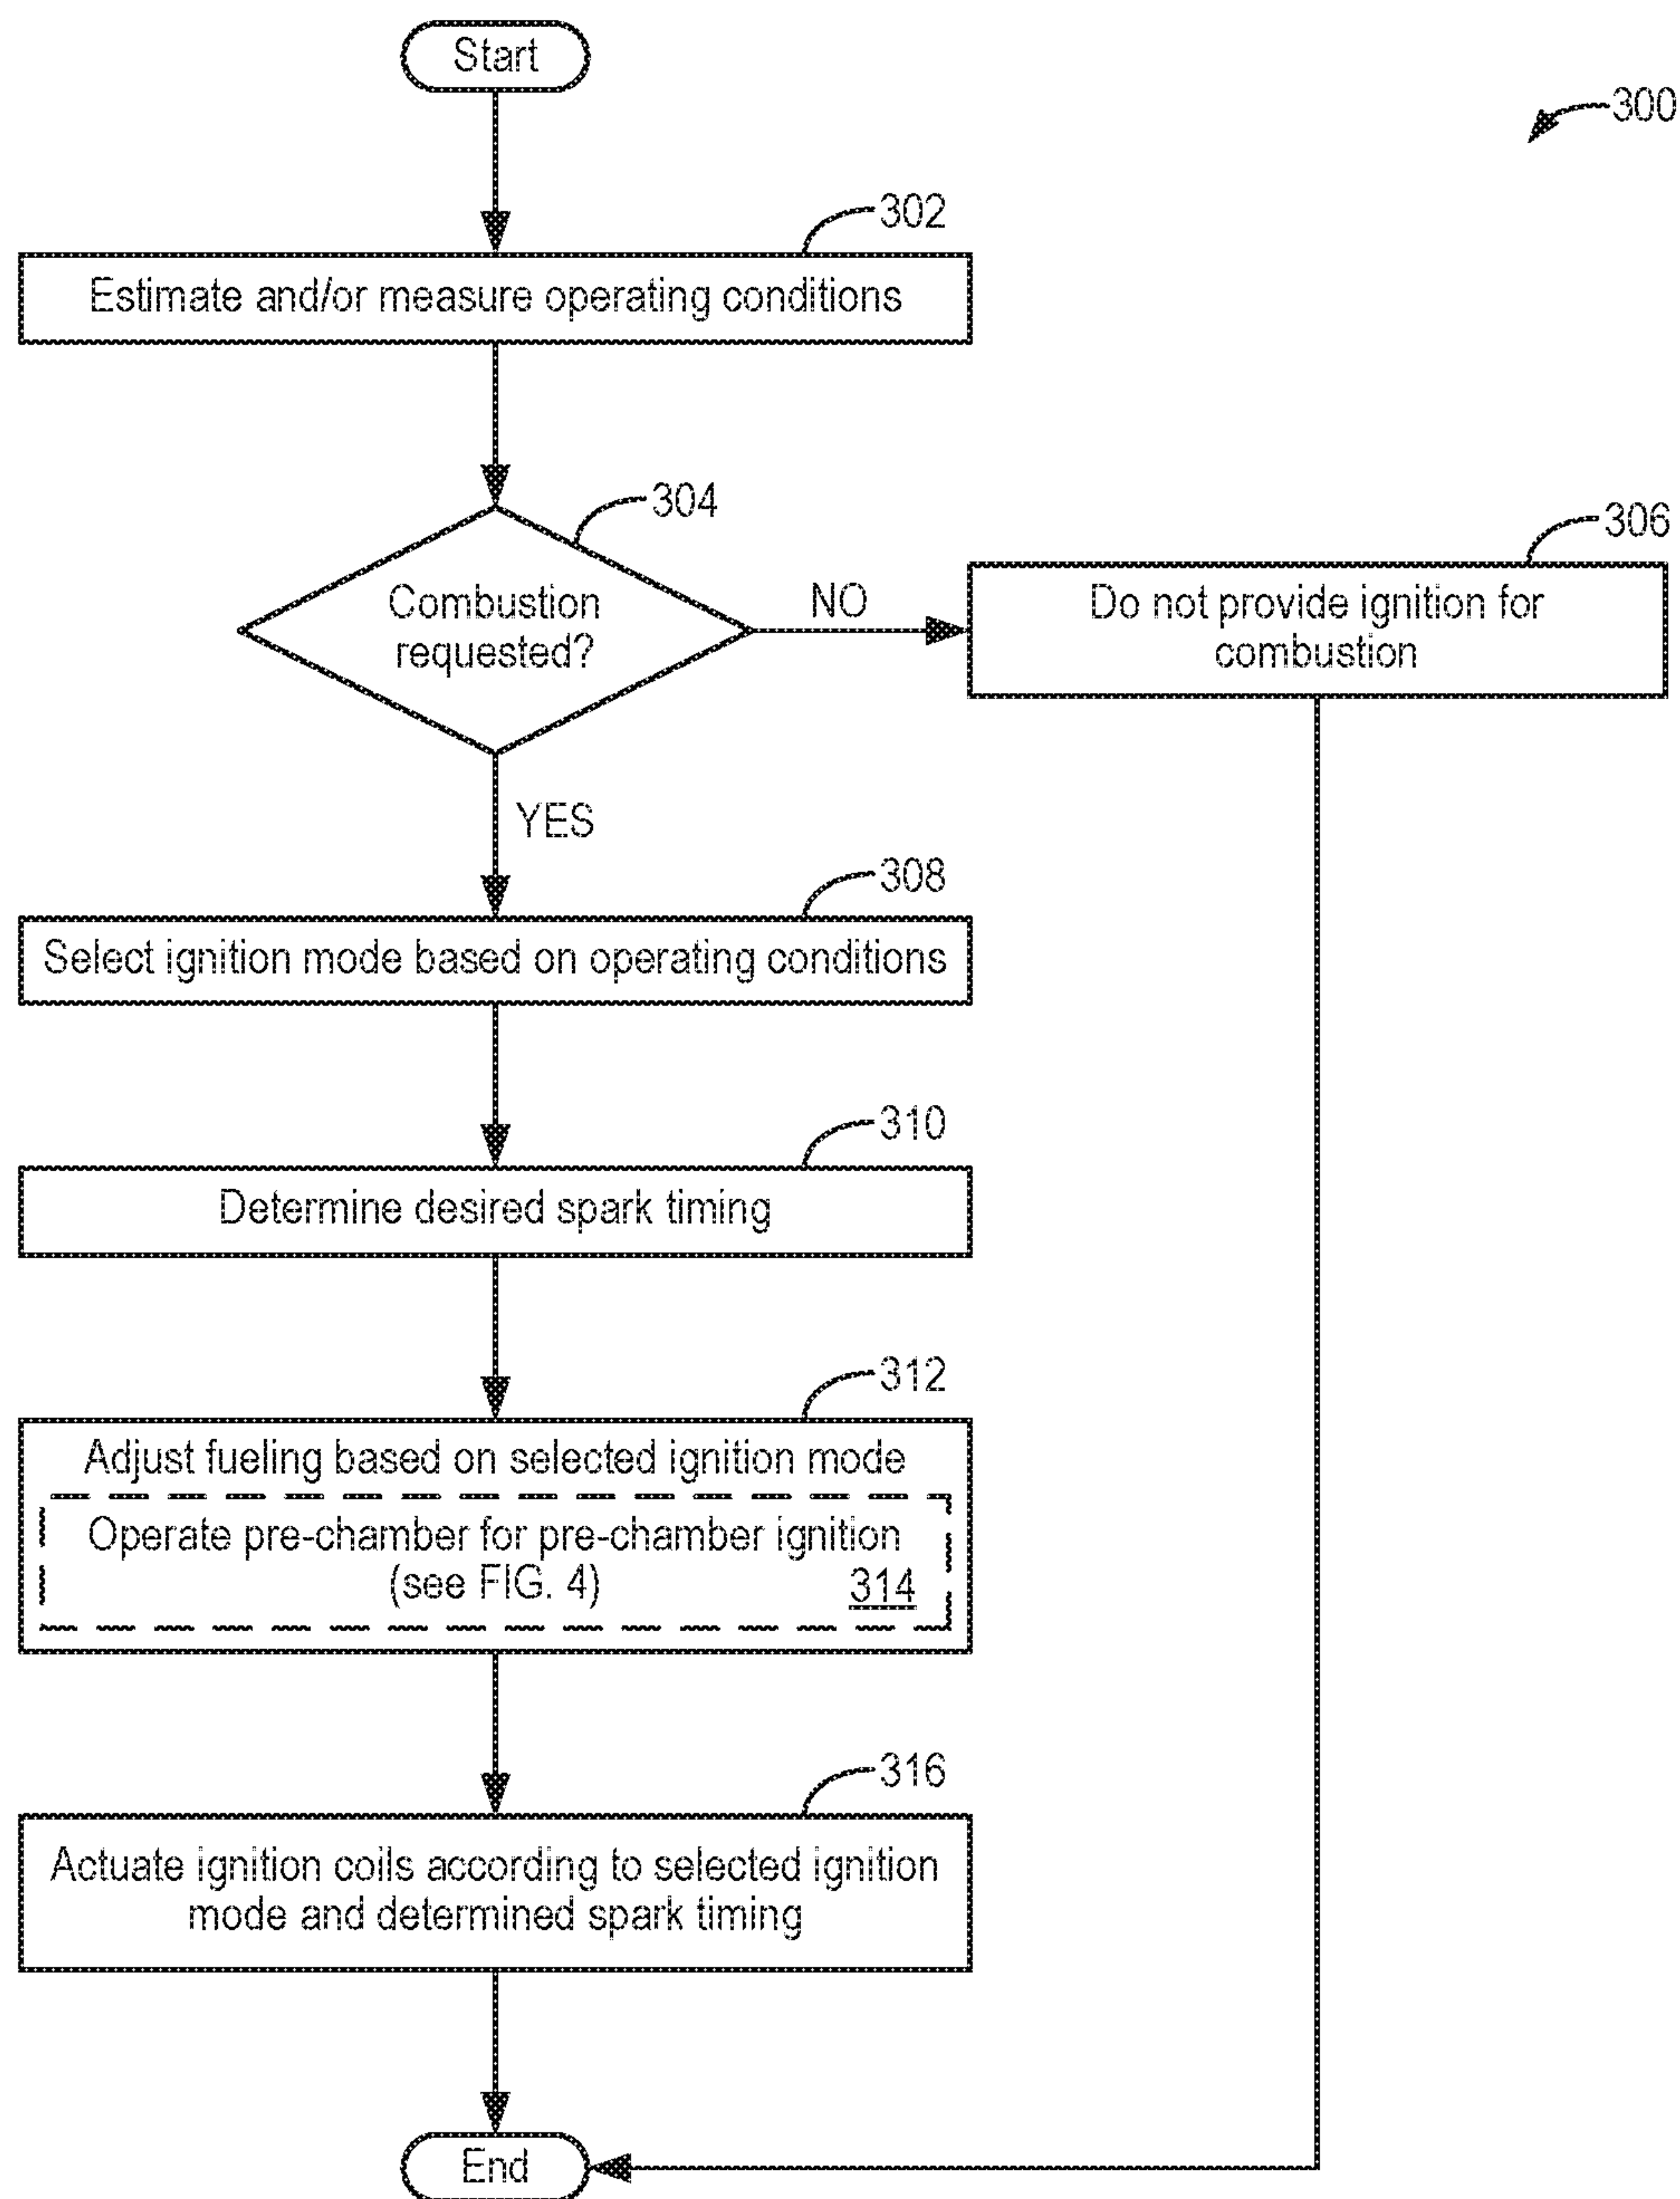 Start
300
302
Estimate and/or measure operating conditions
304
306
Combustion
requested?
NO
Do not provide ignition for
combustion
YES
308
Select ignition mode based on operating conditions
310
Determine desired spark timing
312
Adjust fueling based on selected ignition mode
Operate pre-chamber for pre-chamber ignition
(see FIG. 4) 314
316
Actuate ignition coils according to selected ignition
mode and determined spark timing
End